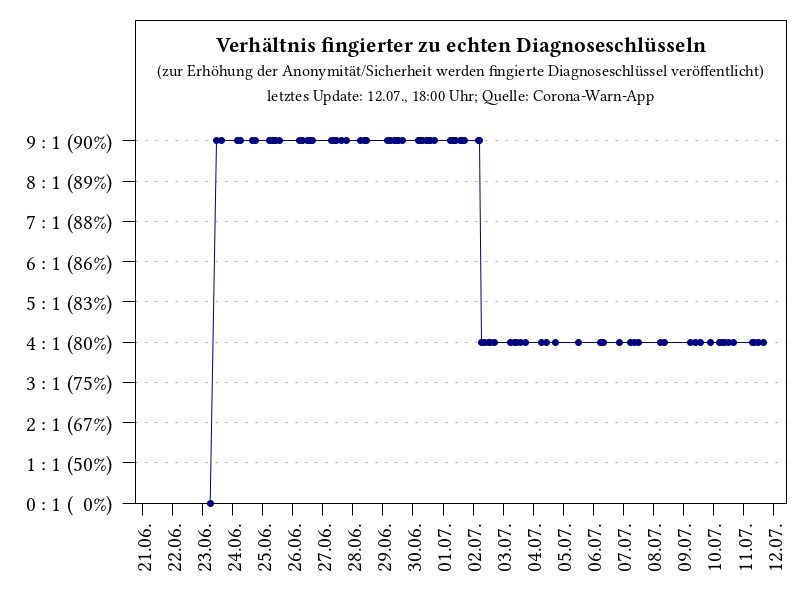 Verhältnis fingierter zu echten Diagnoseschlüsseln
(zur Erhöhung der Anonymität/Sicherheit werden fingierte Diagnoseschlüssel veröffentlicht)
letztes Update: 12.07., 18:00 Uhr; Quelle: Corona-Warn-App
9 : 1 (90%)
8 : 1 (89%)
7 : 1 (88%)
6 : 1 (86%)
5 : 1 (83%)
4 : 1 (80%)
3 : 1 (75%)
2 : 1 (67%)
1 : 1 (50%)
0 : 1 (  0%)
21.06.
22.06.
23.06.
24.06.
25.06.
26.06.
27.06.
28.06.
29.06.
30.06.
01.07.
02.07.
03.07.
04.07.
05.07.
06.07.
07.07.
08.07.
09.07.
10.07.
11.07.
12.07.